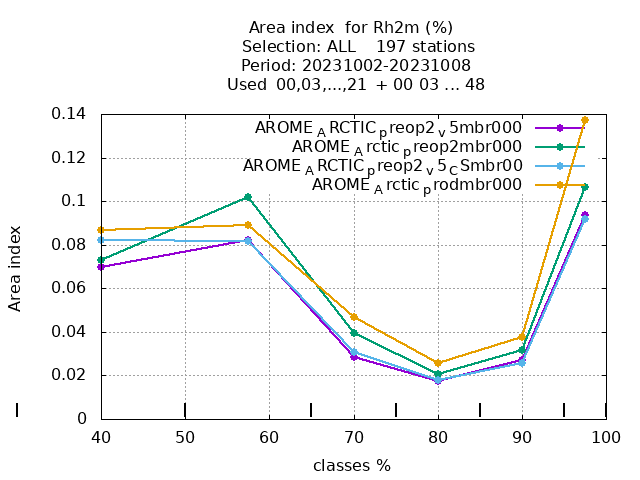 Area index  for Rh2m (%)
Selection: ALL    197 stations
Period: 20231002-20231008
Used  00,03,...,21  + 00 03 ... 48
AROME_ARCTIC_preop2_v5mbr000
AROME_Arctic_preop2mbr000
AROME_ARCTIC_preop2_v5_CSmbr00
AROME_Arctic_prodmbr000
0.14
0.12
0.1
0.08
0.06
0.04
0.02
0
Area index
40 50 60 70 80 90 100
classes %